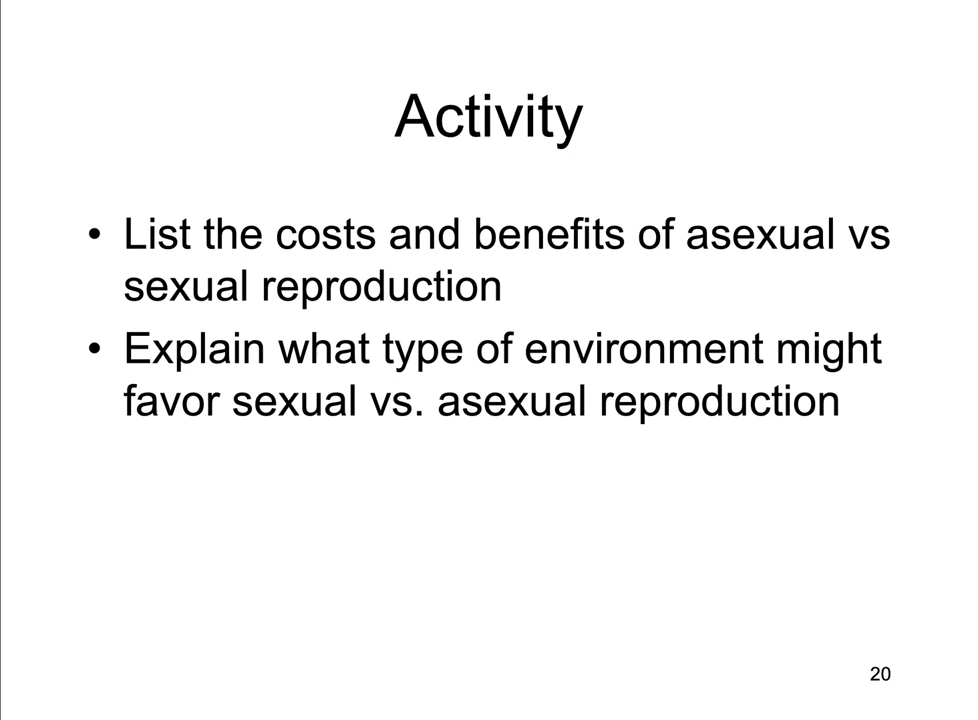 Activity
• List the costs and benefits of asexual vs
sexual reproduction
• Explain what type of environment might
favor sexual vs. asexual reproduction
20